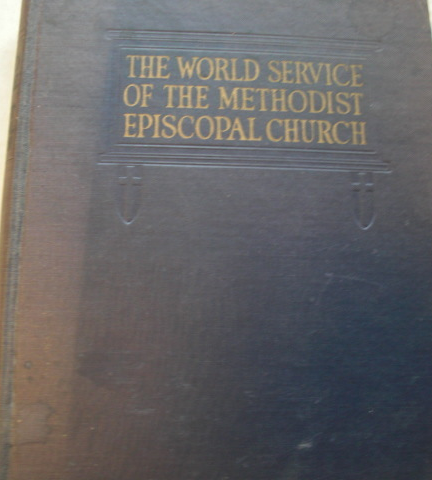 THE WORLD SERVICE
OF THE METHODIST
EPISCOPAL CHURCH